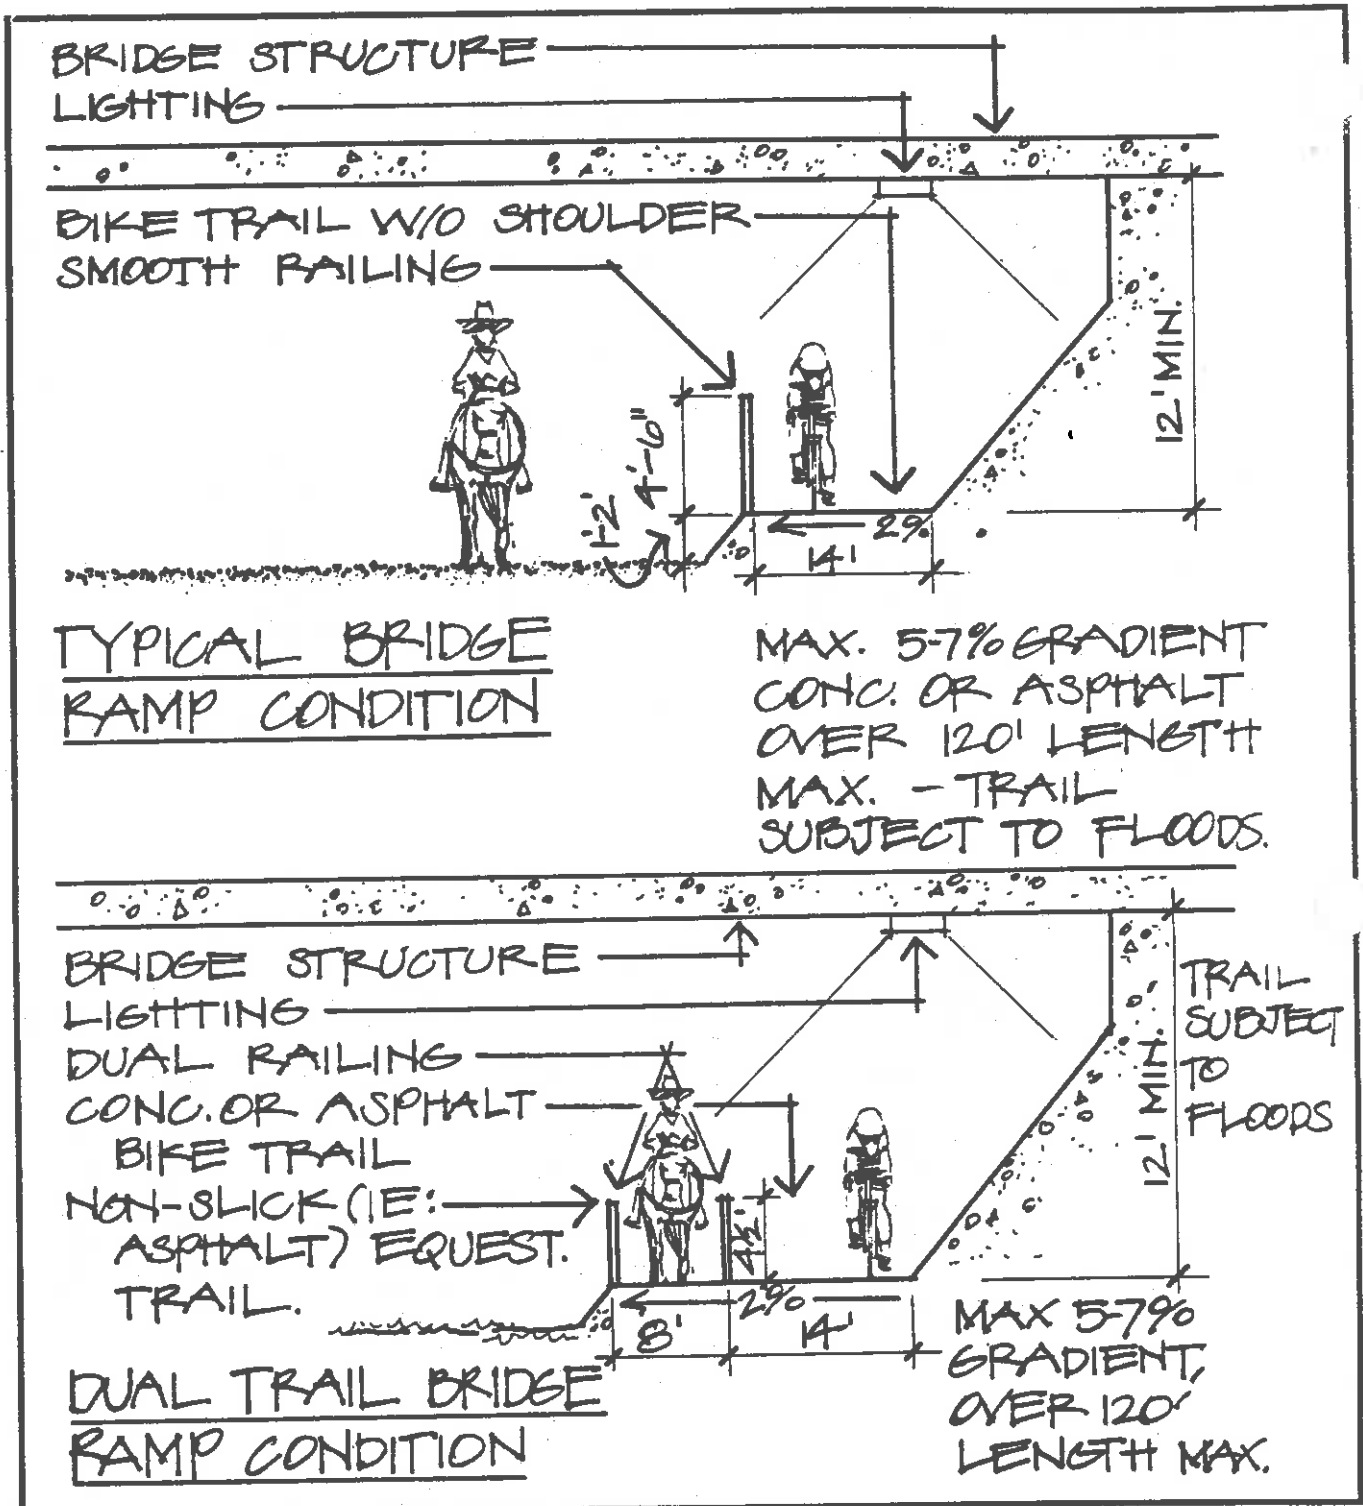 BRIDGE STRUCTURE
LIGHTING
BIKE TRAIL W/O SHOULDER
SMOOTH RAILING
12' MIN.
4'-6"
1'-2'
2%
14'
TYPICAL BRIDGE
RAMP CONDITION
MAX. 5-7% GRADIENT
CONC. OR ASPHALT
OVER 120' LENGTH
MAX. - TRAIL
SUBJECT TO FLOODS.
BRIDGE STRUCTURE
LIGHTING
DUAL RAILING
CONC. OR ASPHALT
BIKE TRAIL
NON-SLICK (IE:
ASPHALT) EQUEST.
TRAIL.
TRAIL
SUBJECT
TO
FLOODS
12' MIN.
4½'
2%
8'
14'
DUAL TRAIL BRIDGE
RAMP CONDITION
MAX 5-7%
GRADIENT,
OVER 120'
LENGTH MAX.